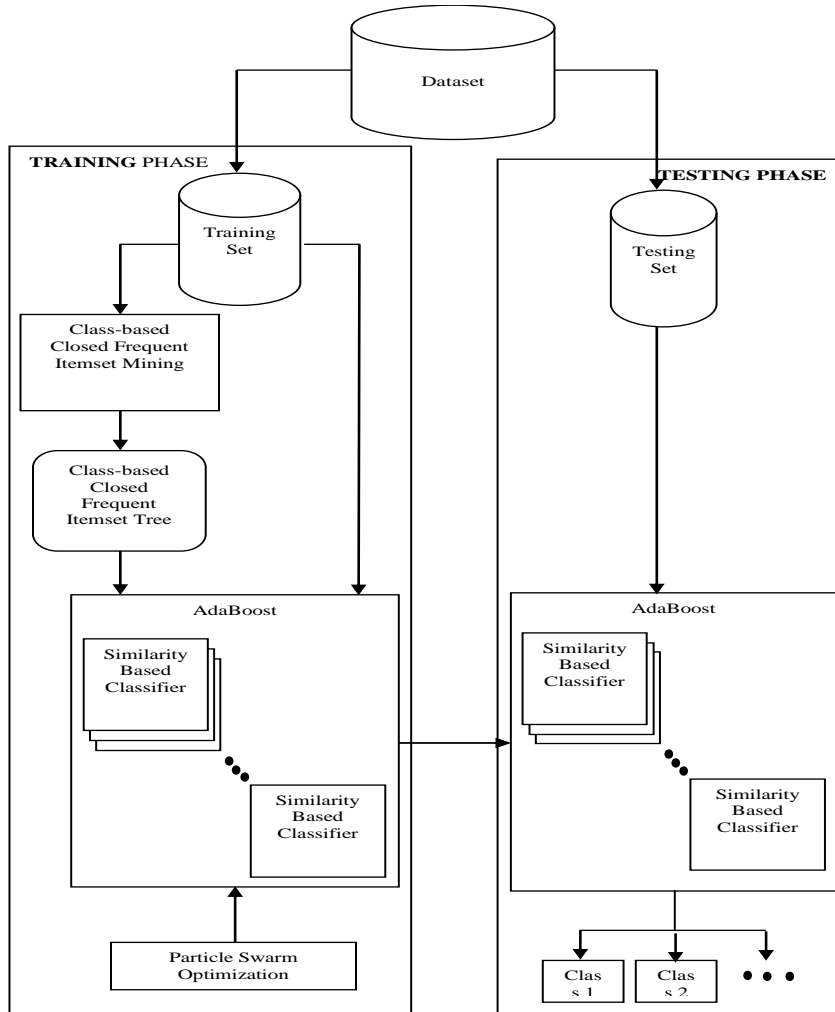 Dataset
TRAINING PHASE
Training
Set
Class-based
Closed Frequent
Itemset Mining
Class-based
Closed
Frequent
Itemset Tree
AdaBoost
Similarity
Based
Classifier
Similarity
Based
Classifier
Particle Swarm
Optimization
TESTING PHASE
Testing
Set
AdaBoost
Similarity
Based
Classifier
Similarity
Based
Classifier
Clas
s 1
Clas
s 2